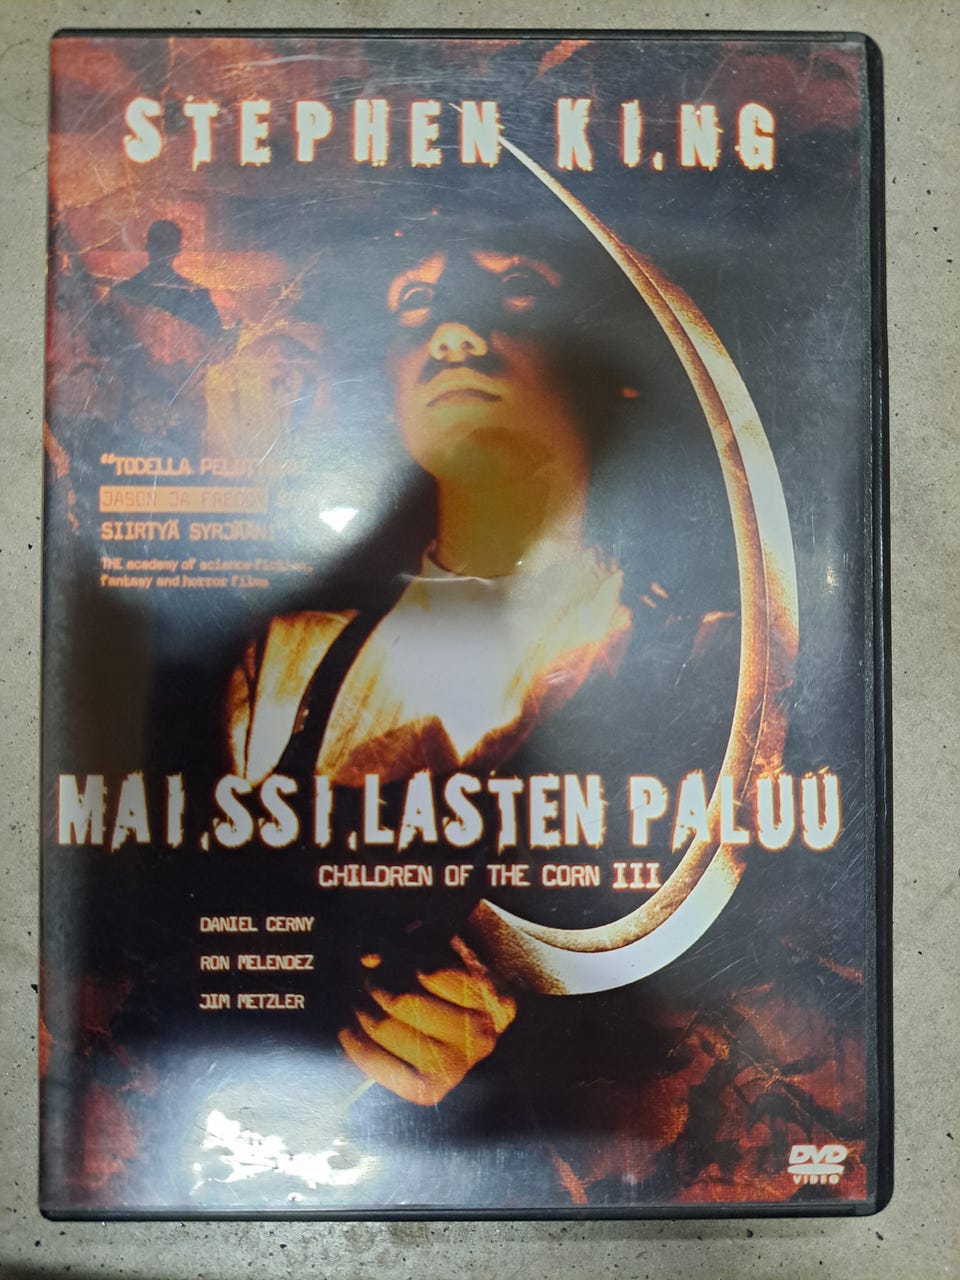 STEPHEN KING
"TODELLA
JASON JA FREDDY
SIIRTYÄ SYRJÄÄN!"
THE academy of science fiction,
fantasy and horror films
MAISSILASTEN PALUU
CHILDREN OF THE CORN III
DANIEL CERNY
RON MELENDEZ
JIM METZLER
DVD
VIDEO